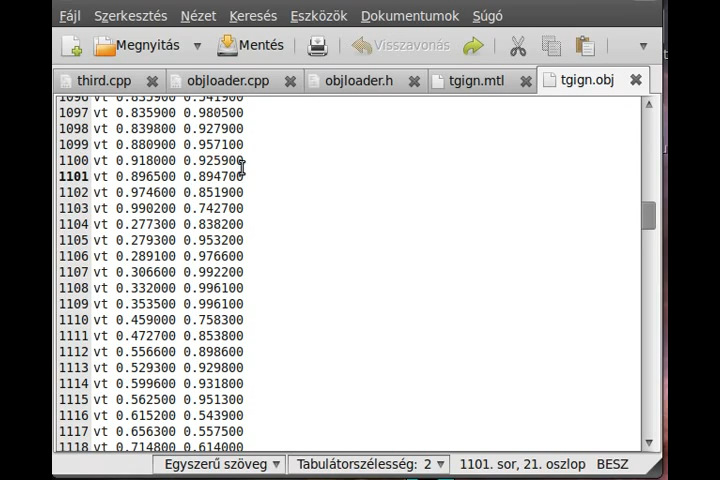 Fájl Szerkesztés Nézet Keresés Eszközök Dokumentumok Súgó
Megnyitás Mentés Visszavonás
third.cpp objloader.cpp objloader.h tgign.mtl tgign.obj
1096 vt 0.835900 0.541900
1097 vt 0.835900 0.980500
1098 vt 0.839800 0.927900
1099 vt 0.880900 0.957100
1100 vt 0.918000 0.925900
1101 vt 0.896500 0.894700
1102 vt 0.974600 0.851900
1103 vt 0.990200 0.742700
1104 vt 0.277300 0.838200
1105 vt 0.279300 0.953200
1106 vt 0.289100 0.976600
1107 vt 0.306600 0.992200
1108 vt 0.332000 0.996100
1109 vt 0.353500 0.996100
1110 vt 0.459000 0.758300
1111 vt 0.472700 0.853800
1112 vt 0.556600 0.898600
1113 vt 0.529300 0.929800
1114 vt 0.599600 0.931800
1115 vt 0.562500 0.951300
1116 vt 0.615200 0.543900
1117 vt 0.656300 0.557500
1118 vt 0.714800 0.614000
Egyszerű szöveg Tabulátorszélesség: 2 1101. sor, 21. oszlop BESZ